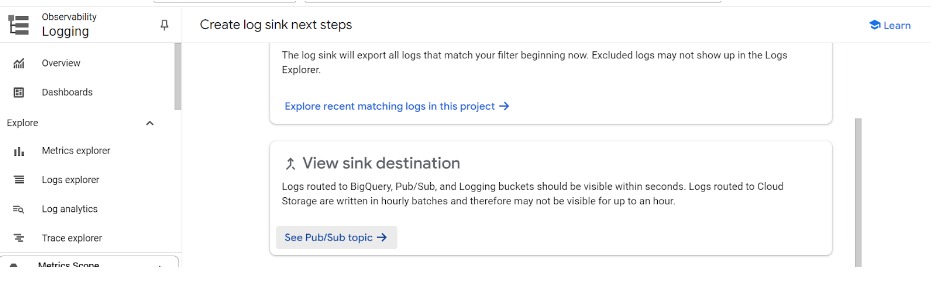 Observability
Logging
Create log sink next steps
Learn
Overview
Dashboards
Explore
Metrics explorer
Logs explorer
Log analytics
Trace explorer
Metrics Scope
The log sink will export all logs that match your filter beginning now. Excluded logs may not show up in the Logs
Explorer.
Explore recent matching logs in this project
View sink destination
Logs routed to BigQuery, Pub/Sub, and Logging buckets should be visible within seconds. Logs routed to Cloud
Storage are written in hourly batches and therefore may not be visible for up to an hour.
See Pub/Sub topic